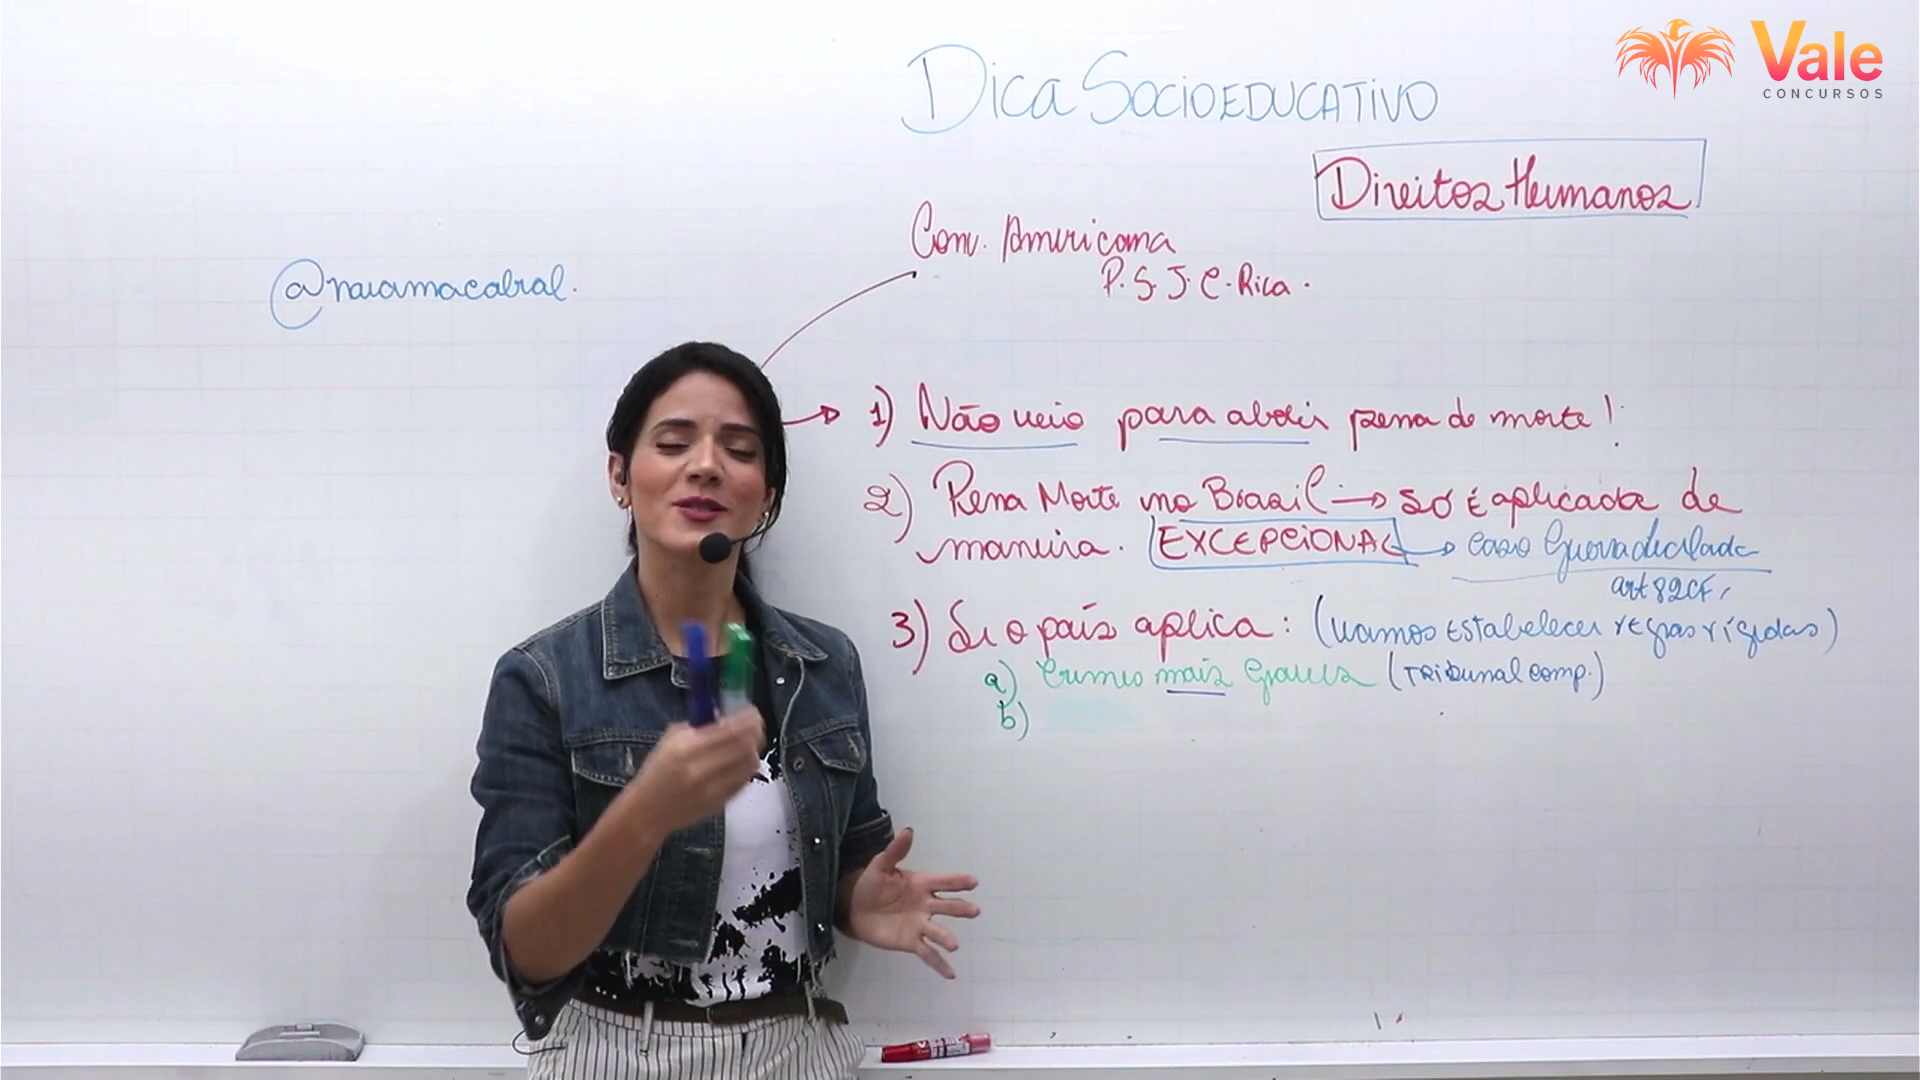 Vale
CONCURSOS
Dica SOCIOEDUCATIVO
Direitos Humanos
Conv. Americana
P. S. J. C. Rica.
@naiamacabral.
1) Não veio para abolir pena de morte!
2) Pena Morte no Brasil → só É aplicada de
maneira. EXCEPCIONAL → caso Guerra declarada
art 82 CF,
3) Se o país aplica: (vamos Estabelecer regras rígidas)
a) Crimes mais Graves (TRIBUNAL comp.)
b)